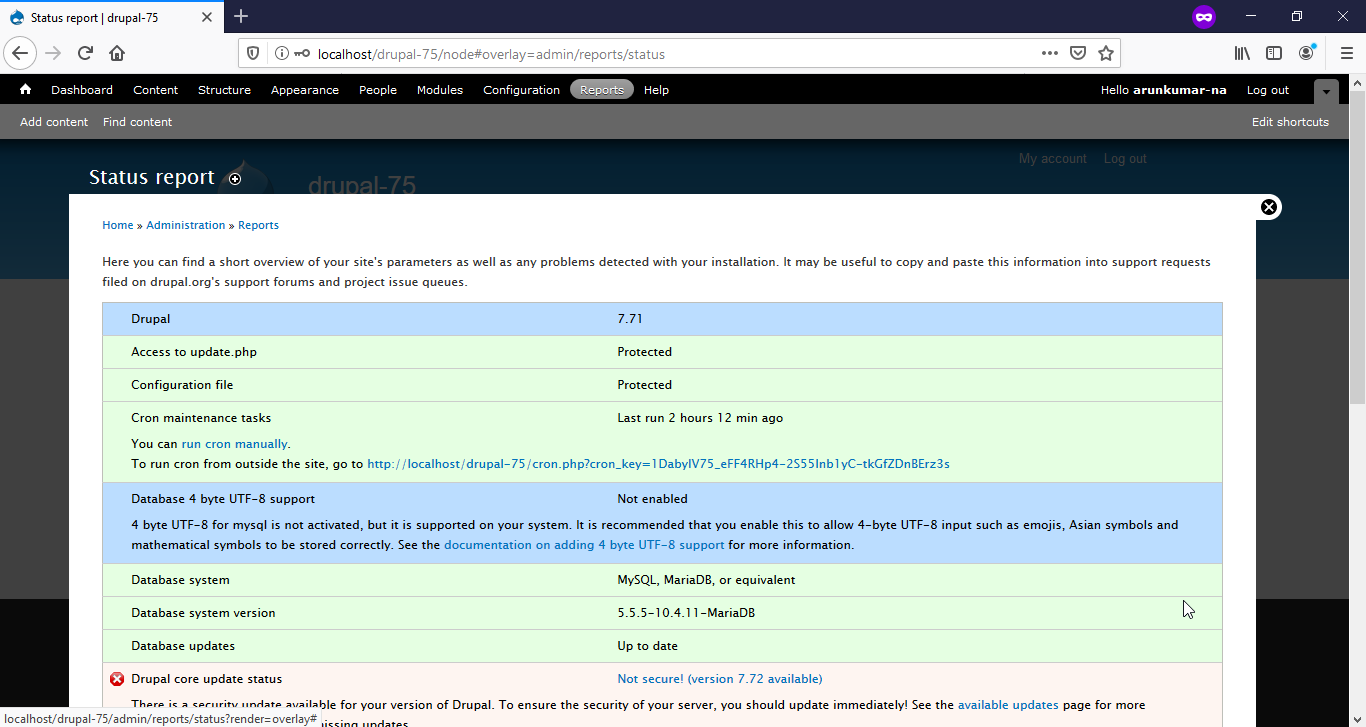 Status report | drupal-75
localhost/drupal-75/node#overlay=admin/reports/status
Dashboard Content Structure Appearance People Modules Configuration Reports Help Hello arunkumar-na Log out
Add content Find content Edit shortcuts
My account Log out
Status report
drupal-75
Home » Administration » Reports
Here you can find a short overview of your site's parameters as well as any problems detected with your installation. It may be useful to copy and paste this information into support requests
filed on drupal.org's support forums and project issue queues.
Drupal 7.71
Access to update.php Protected
Configuration file Protected
Cron maintenance tasks Last run 2 hours 12 min ago
You can run cron manually.
To run cron from outside the site, go to http://localhost/drupal-75/cron.php?cron_key=1DabyIV75_eFF4RHp4-2S55Inb1yC-tkGfZDnBErz3s
Database 4 byte UTF-8 support Not enabled
4 byte UTF-8 for mysql is not activated, but it is supported on your system. It is recommended that you enable this to allow 4-byte UTF-8 input such as emojis, Asian symbols and
mathematical symbols to be stored correctly. See the documentation on adding 4 byte UTF-8 support for more information.
Database system MySQL, MariaDB, or equivalent
Database system version 5.5.5-10.4.11-MariaDB
Database updates Up to date
Drupal core update status Not secure! (version 7.72 available)
There is a security update available for your version of Drupal. To ensure the security of your server, you should update immediately! See the available updates page for more
localhost/drupal-75/admin/reports/status?render=overlay# updates.